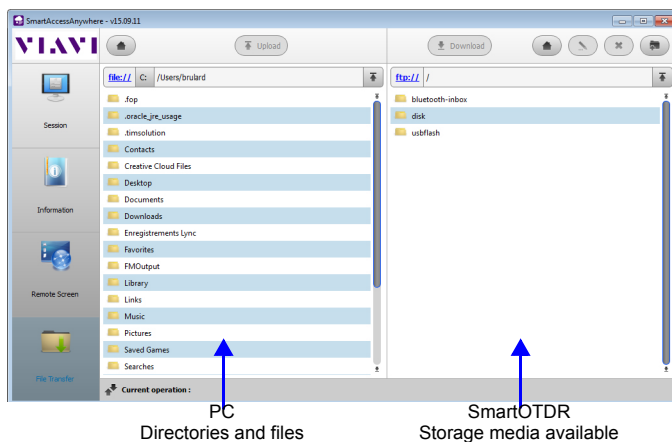 SmartAccessAnywhere - v15.09.11
VIAVI
Upload
Download
file:// C: /Users/brulard
ftp:// /
Session
Information
Remote Screen
File Transfer
.fop
.oracle_jre_usage
.timsolution
Contacts
Creative Cloud Files
Desktop
Documents
Downloads
Enregistrements Lync
Favorites
FMOutput
Library
Links
Music
Pictures
Saved Games
Searches
bluetooth-inbox
disk
usbflash
Current operation :
PC
Directories and files
SmartOTDR
Storage media available